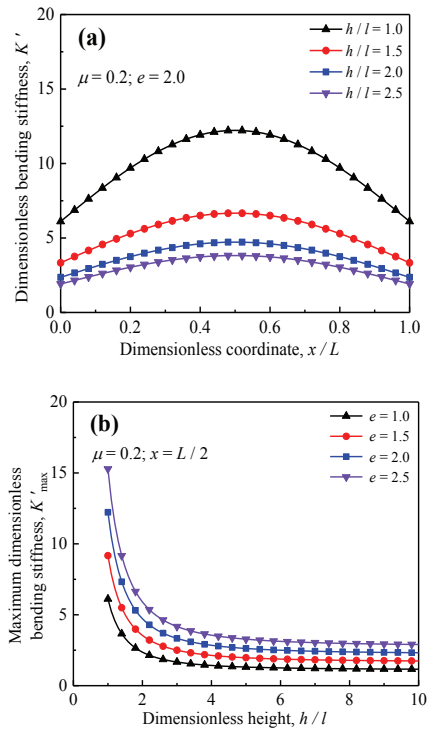 20
15
10
5
0
Dimensionless bending stiffness, K′
(a)
μ = 0.2; e = 2.0
h / l = 1.0
h / l = 1.5
h / l = 2.0
h / l = 2.5
0.0 0.2 0.4 0.6 0.8 1.0
Dimensionless coordinate, x / L
20
15
10
5
0
Maximum dimensionless
bending stiffness, K′max
(b)
μ = 0.2; x = L / 2
e = 1.0
e = 1.5
e = 2.0
e = 2.5
0 2 4 6 8 10
Dimensionless height, h / l